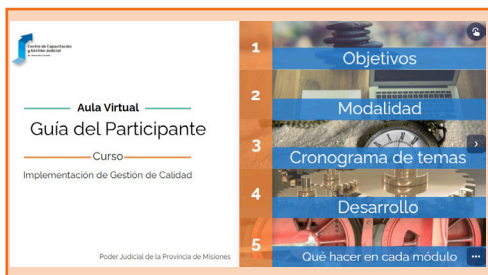 Centro de Capacitación
y Gestión Judicial
Aula Virtual
Guía del Participante
Curso
Implementación de Gestión de Calidad
Poder Judicial de la Provincia de Misiones
1
Objetivos
2
Modalidad
3
Cronograma de temas
4
Desarrollo
5
Qué hacer en cada módulo